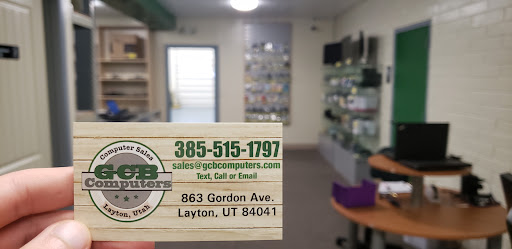 Computer Sales
GCB
Computers
Layton, Utah
385-515-1797
sales@gcbcomputers.com
Text, Call or Email
863 Gordon Ave.
Layton, UT 84041